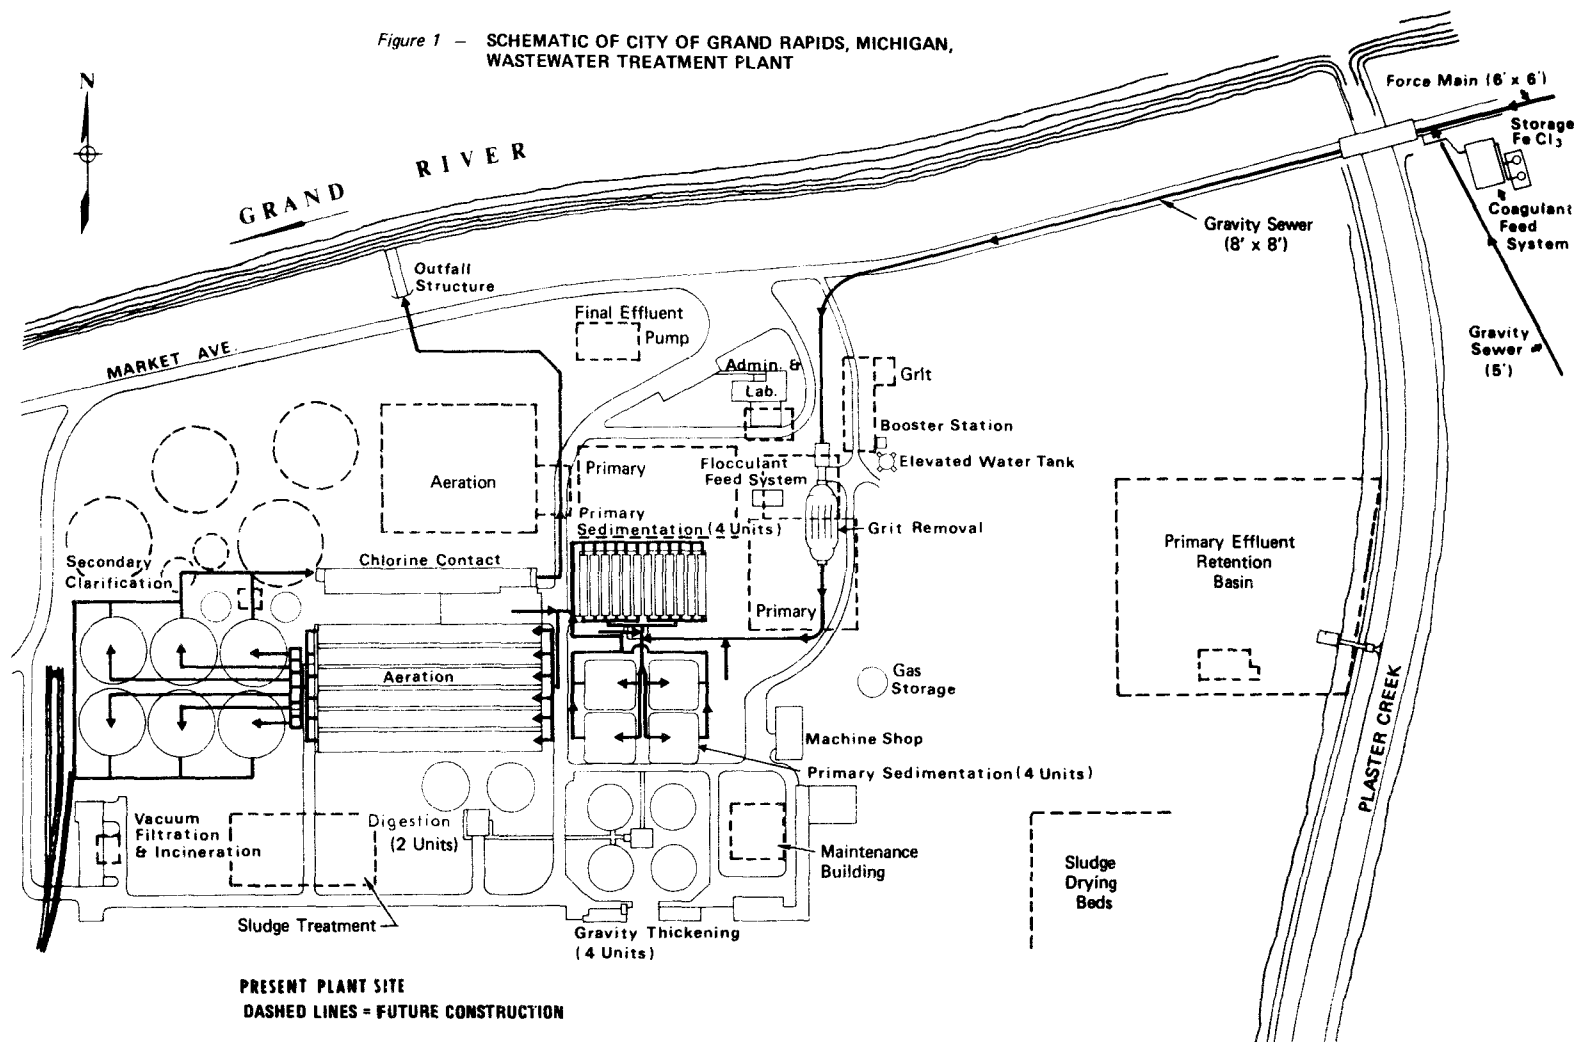 Figure 1 – SCHEMATIC OF CITY OF GRAND RAPIDS, MICHIGAN,
WASTEWATER TREATMENT PLANT
N
Force Main (6' x 6')
Storage
FeCl3
Coagulant
Feed
System
GRAND RIVER
Gravity Sewer
(8' x 8')
Outfall
Structure
Gravity
Sewer
(5')
MARKET AVE.
Final Effluent
Pump
Admin. &
Lab.
Grit
Booster Station
Elevated Water Tank
Aeration
Primary
Flocculant
Feed System
Primary
Sedimentation (4 Units)
Grit Removal
Primary Effluent
Retention
Basin
Secondary
Clarification
Chlorine Contact
Primary
Aeration
Gas
Storage
PLASTER CREEK
Machine Shop
Primary Sedimentation (4 Units)
Vacuum
Filtration
& Incineration
Digestion
(2 Units)
Maintenance
Building
Sludge
Drying
Beds
Sludge Treatment
Gravity Thickening
(4 Units)
PRESENT PLANT SITE
DASHED LINES = FUTURE CONSTRUCTION